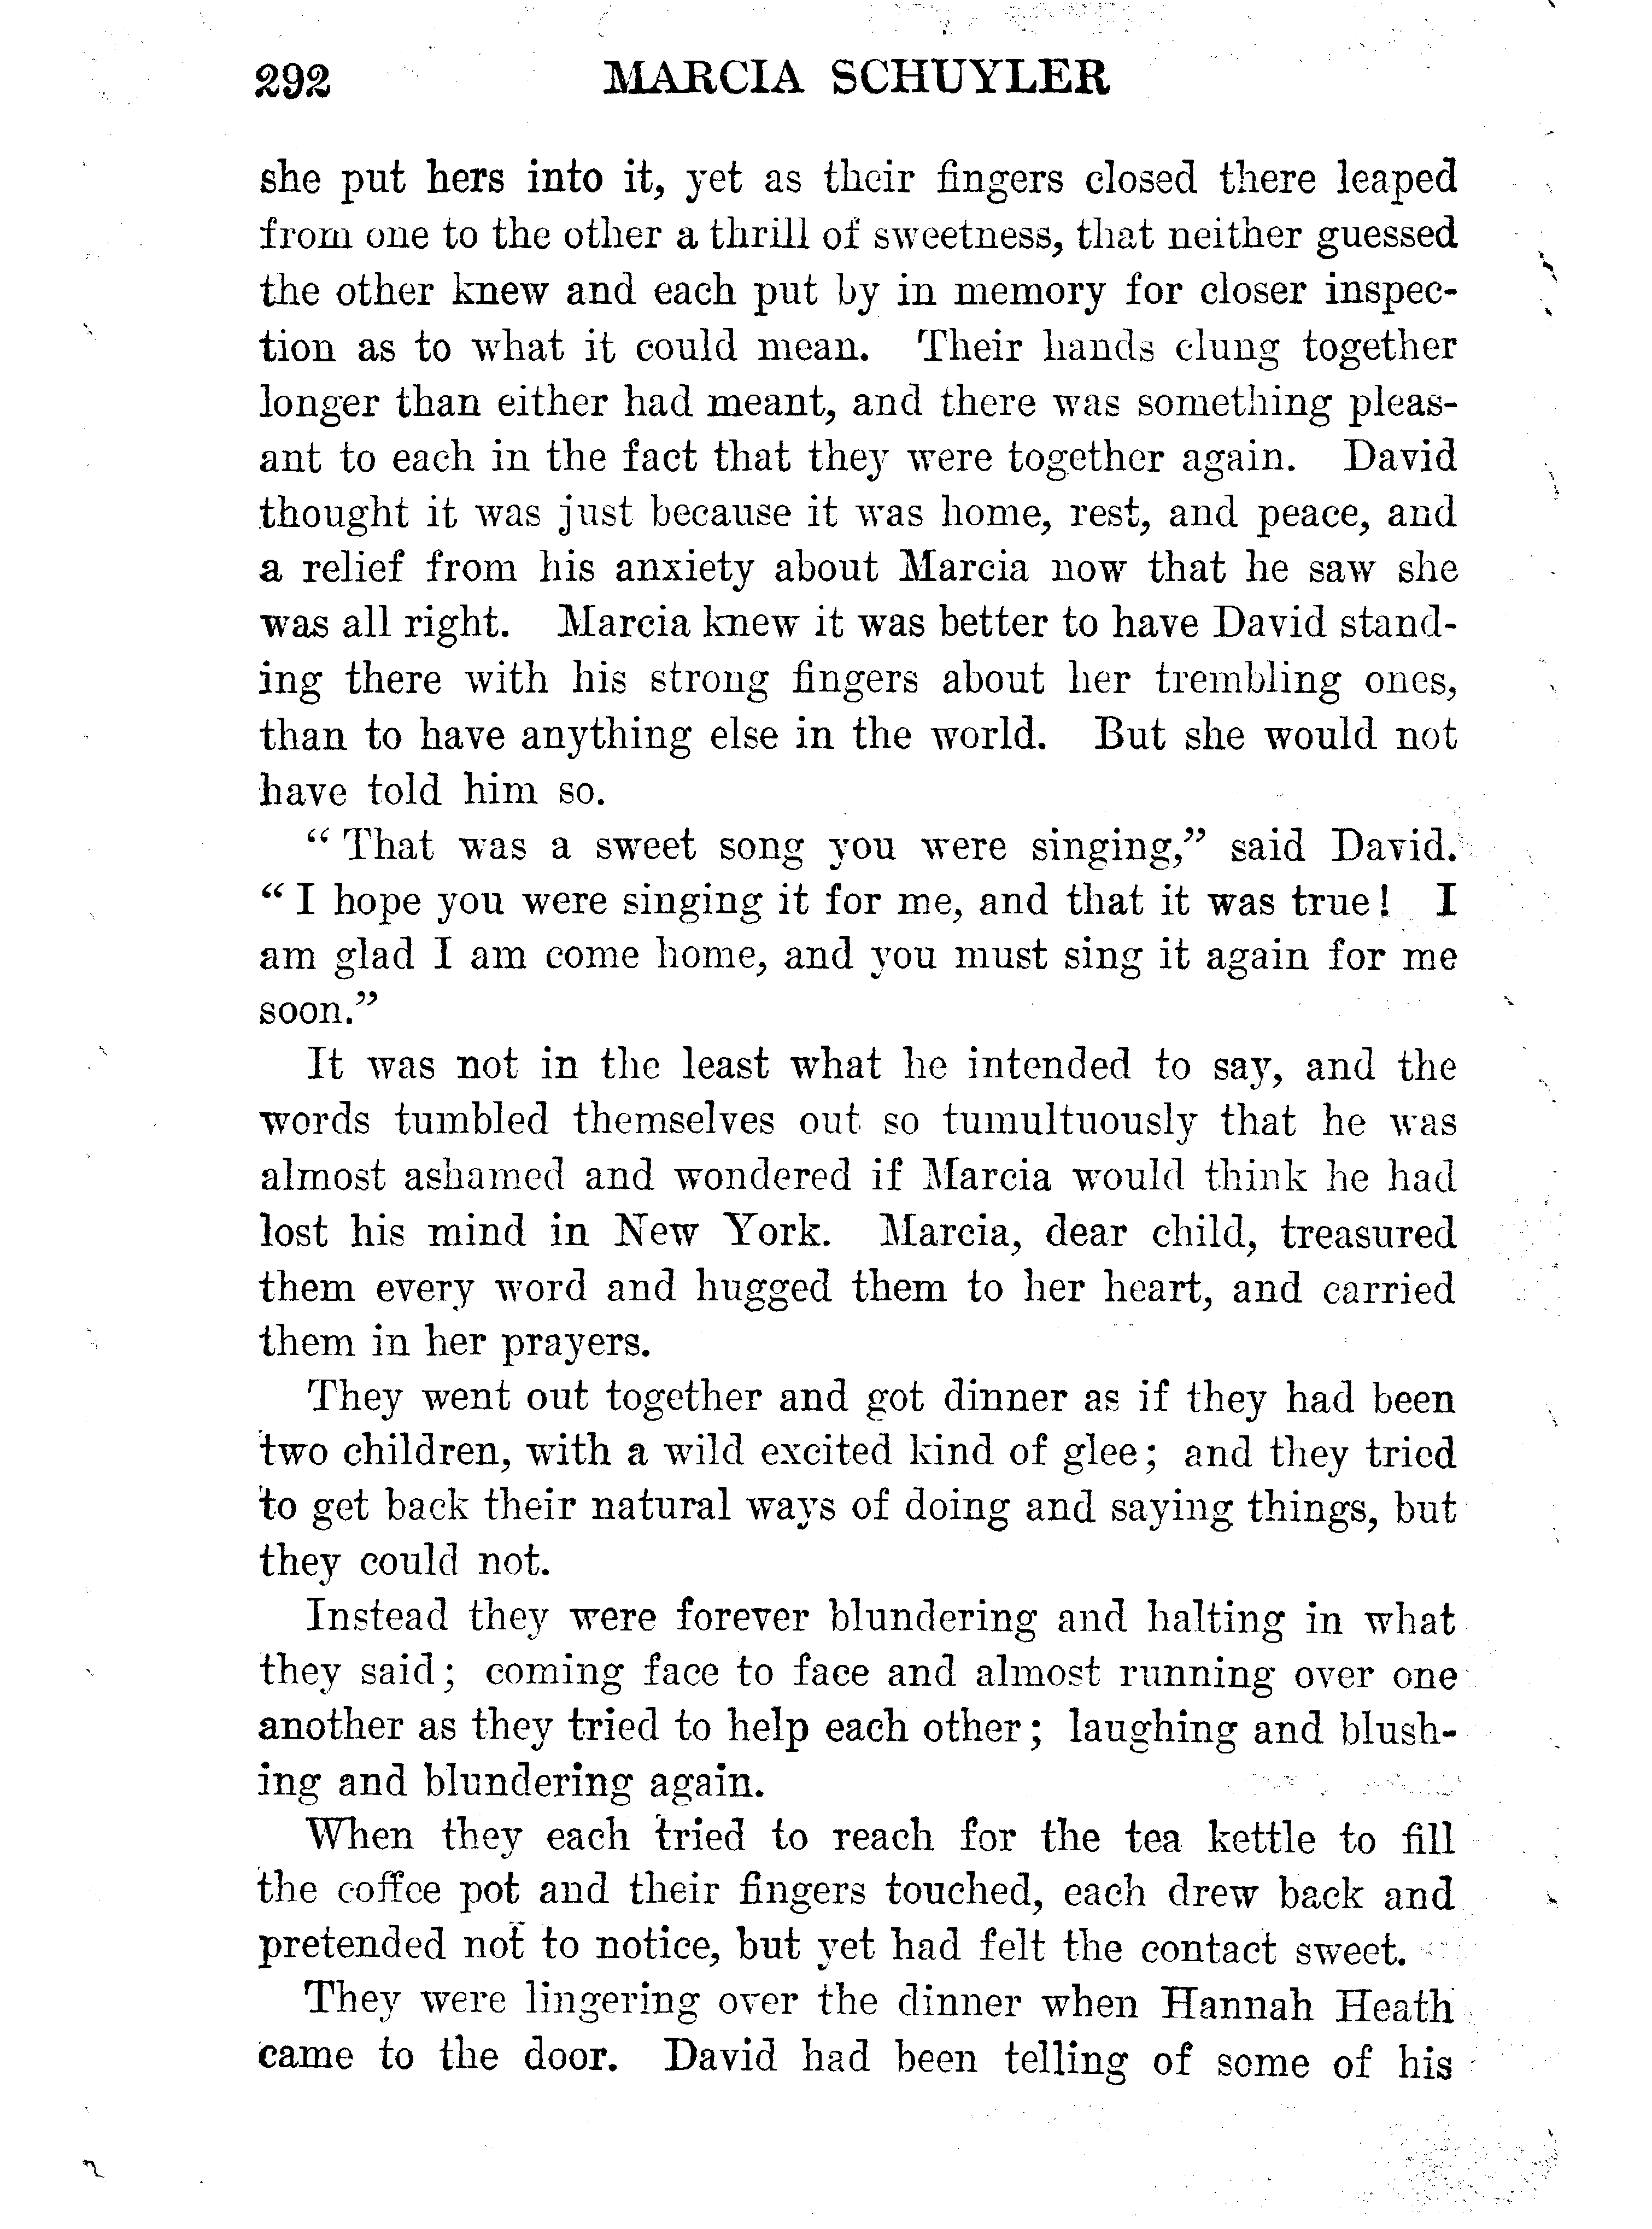 292 MARCIA SCHUYLER
she put hers into it, yet as their fingers closed there leaped
from one to the other a thrill of sweetness, that neither guessed
the other knew and each put by in memory for closer inspec-
tion as to what it could mean. Their hands clung together
longer than either had meant, and there was something pleas-
ant to each in the fact that they were together again. David
thought it was just because it was home, rest, and peace, and
a relief from his anxiety about Marcia now that he saw she
was all right. Marcia knew it was better to have David stand-
ing there with his strong fingers about her trembling ones,
than to have anything else in the world. But she would not
have told him so.
“ That was a sweet song you were singing,” said David.
“ I hope you were singing it for me, and that it was true! I
am glad I am come home, and you must sing it again for me
soon.”
It was not in the least what he intended to say, and the
words tumbled themselves out so tumultuously that he was
almost ashamed and wondered if Marcia would think he had
lost his mind in New York. Marcia, dear child, treasured
them every word and hugged them to her heart, and carried
them in her prayers.
They went out together and got dinner as if they had been
two children, with a wild excited kind of glee; and they tried
to get back their natural ways of doing and saying things, but
they could not.
Instead they were forever blundering and halting in what
they said; coming face to face and almost running over one
another as they tried to help each other; laughing and blush-
ing and blundering again.
When they each tried to reach for the tea kettle to fill
the coffee pot and their fingers touched, each drew back and
pretended not to notice, but yet had felt the contact sweet.
They were lingering over the dinner when Hannah Heath
came to the door. David had been telling of some of his